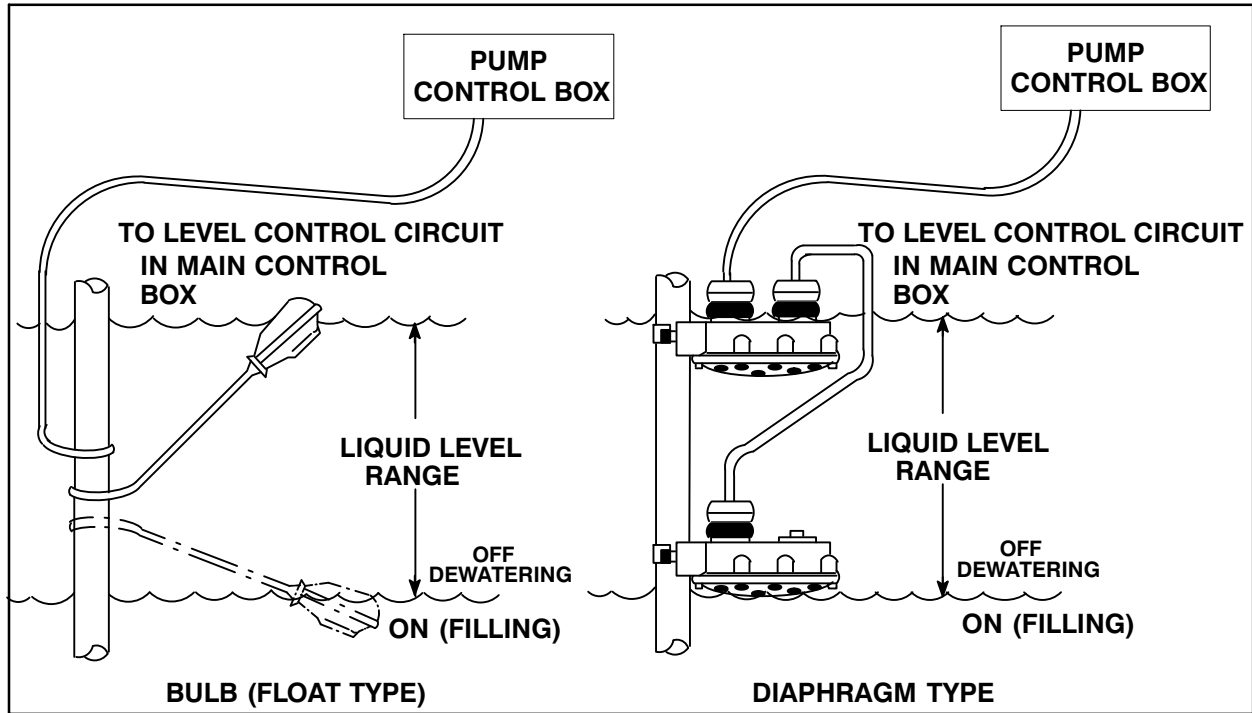 PUMP
CONTROL BOX
TO LEVEL CONTROL CIRCUIT
IN MAIN CONTROL
BOX
LIQUID LEVEL
RANGE
OFF
DEWATERING
ON (FILLING)
BULB (FLOAT TYPE)
PUMP
CONTROL BOX
TO LEVEL CONTROL CIRCUIT
IN MAIN CONTROL
BOX
LIQUID LEVEL
RANGE
OFF
DEWATERING
ON (FILLING)
DIAPHRAGM TYPE